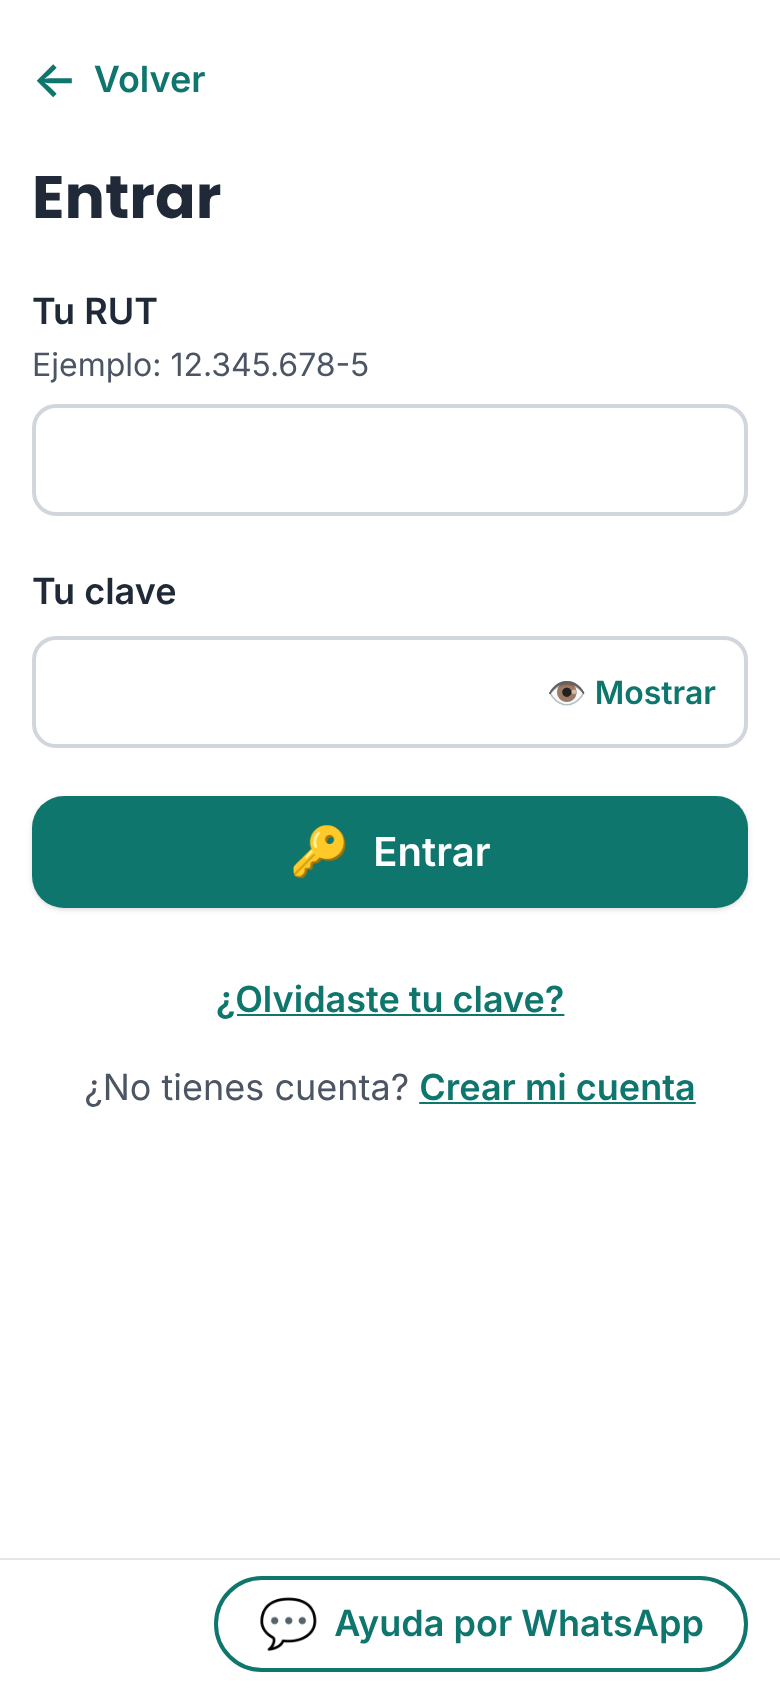 Volver
Entrar
Tu RUT
Ejemplo: 12.345.678-5
Tu clave
Mostrar
Entrar
¿Olvidaste tu clave?
¿No tienes cuenta? Crear mi cuenta
Ayuda por WhatsApp